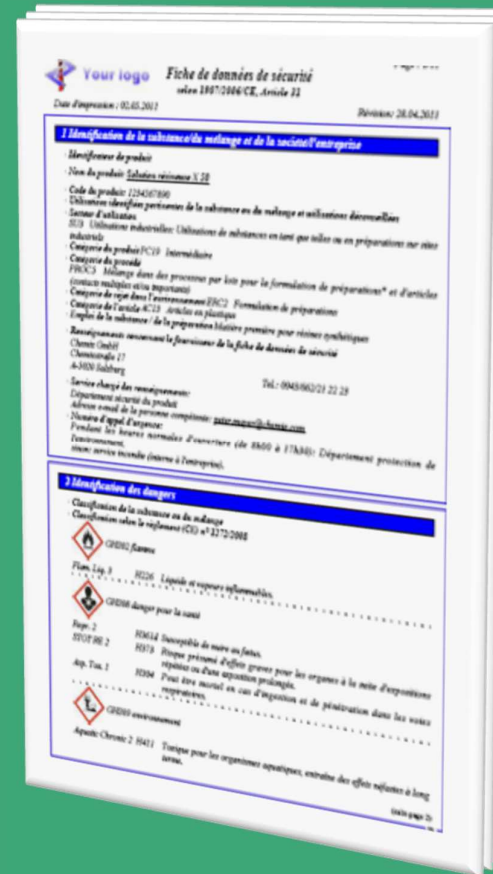 Your logo
Fiche de données de sécurité
selon 1907/2006/CE, Article 31
Date d'impression : 02.05.2011
Révision: 28.04.2011
1 Identification de la substance/du mélange et de la société/l'entreprise
· Identificateur de produit
· Nom du produit: Solution résineuse X 50
· Code du produit: 1234567890
· Utilisations identifiées pertinentes de la substance ou du mélange et utilisations déconseillées
· Secteur d'utilisation
SU3 Utilisations industrielles: Utilisations de substances en tant que telles ou en préparations sur sites
industriels
· Catégorie du produit PC19 Intermédiaire
· Catégorie du procédé
PROC5 Mélange dans des processus par lots pour la formulation de préparations* et d'articles
(contacts multiples et/ou importants)
· Catégorie de rejet dans l'environnement ERC2 Formulation de préparations
· Catégorie de l'article AC13 Articles en plastique
· Emploi de la substance / de la préparation Matière première pour résines synthétiques
· Renseignements concernant le fournisseur de la fiche de données de sécurité
Chemie GmbH
Chemiestraße 17
A-5020 Salzburg
Tel.: 0043/662/21 22 23
· Service chargé des renseignements:
Département sécurité du produit
Adresse e-mail de la personne compétente:
· Numéro d'appel d'urgence:
Pendant les heures normales d'ouverture (de 8h00 à 17h30): Département protection de
l'environnement,
sinon: service incendie (interne à l'entreprise).
2 Identification des dangers
· Classification de la substance ou du mélange
· Classification selon le règlement (CE) n° 1272/2008
GHS02 flamme
Flam. Liq. 3 H226 Liquide et vapeurs inflammables.
GHS08 danger pour la santé
Repr. 2 H361d Susceptible de nuire au fœtus.
STOT RE 2 H373 Risque présumé d'effets graves pour les organes à la suite d'expositions
répétées ou d'une exposition prolongée.
Asp. Tox. 1 H304 Peut être mortel en cas d'ingestion et de pénétration dans les voies
respiratoires.
GHS09 environnement
Aquatic Chronic 2 H411 Toxique pour les organismes aquatiques, entraîne des effets néfastes à long
terme.
(suite page 2)